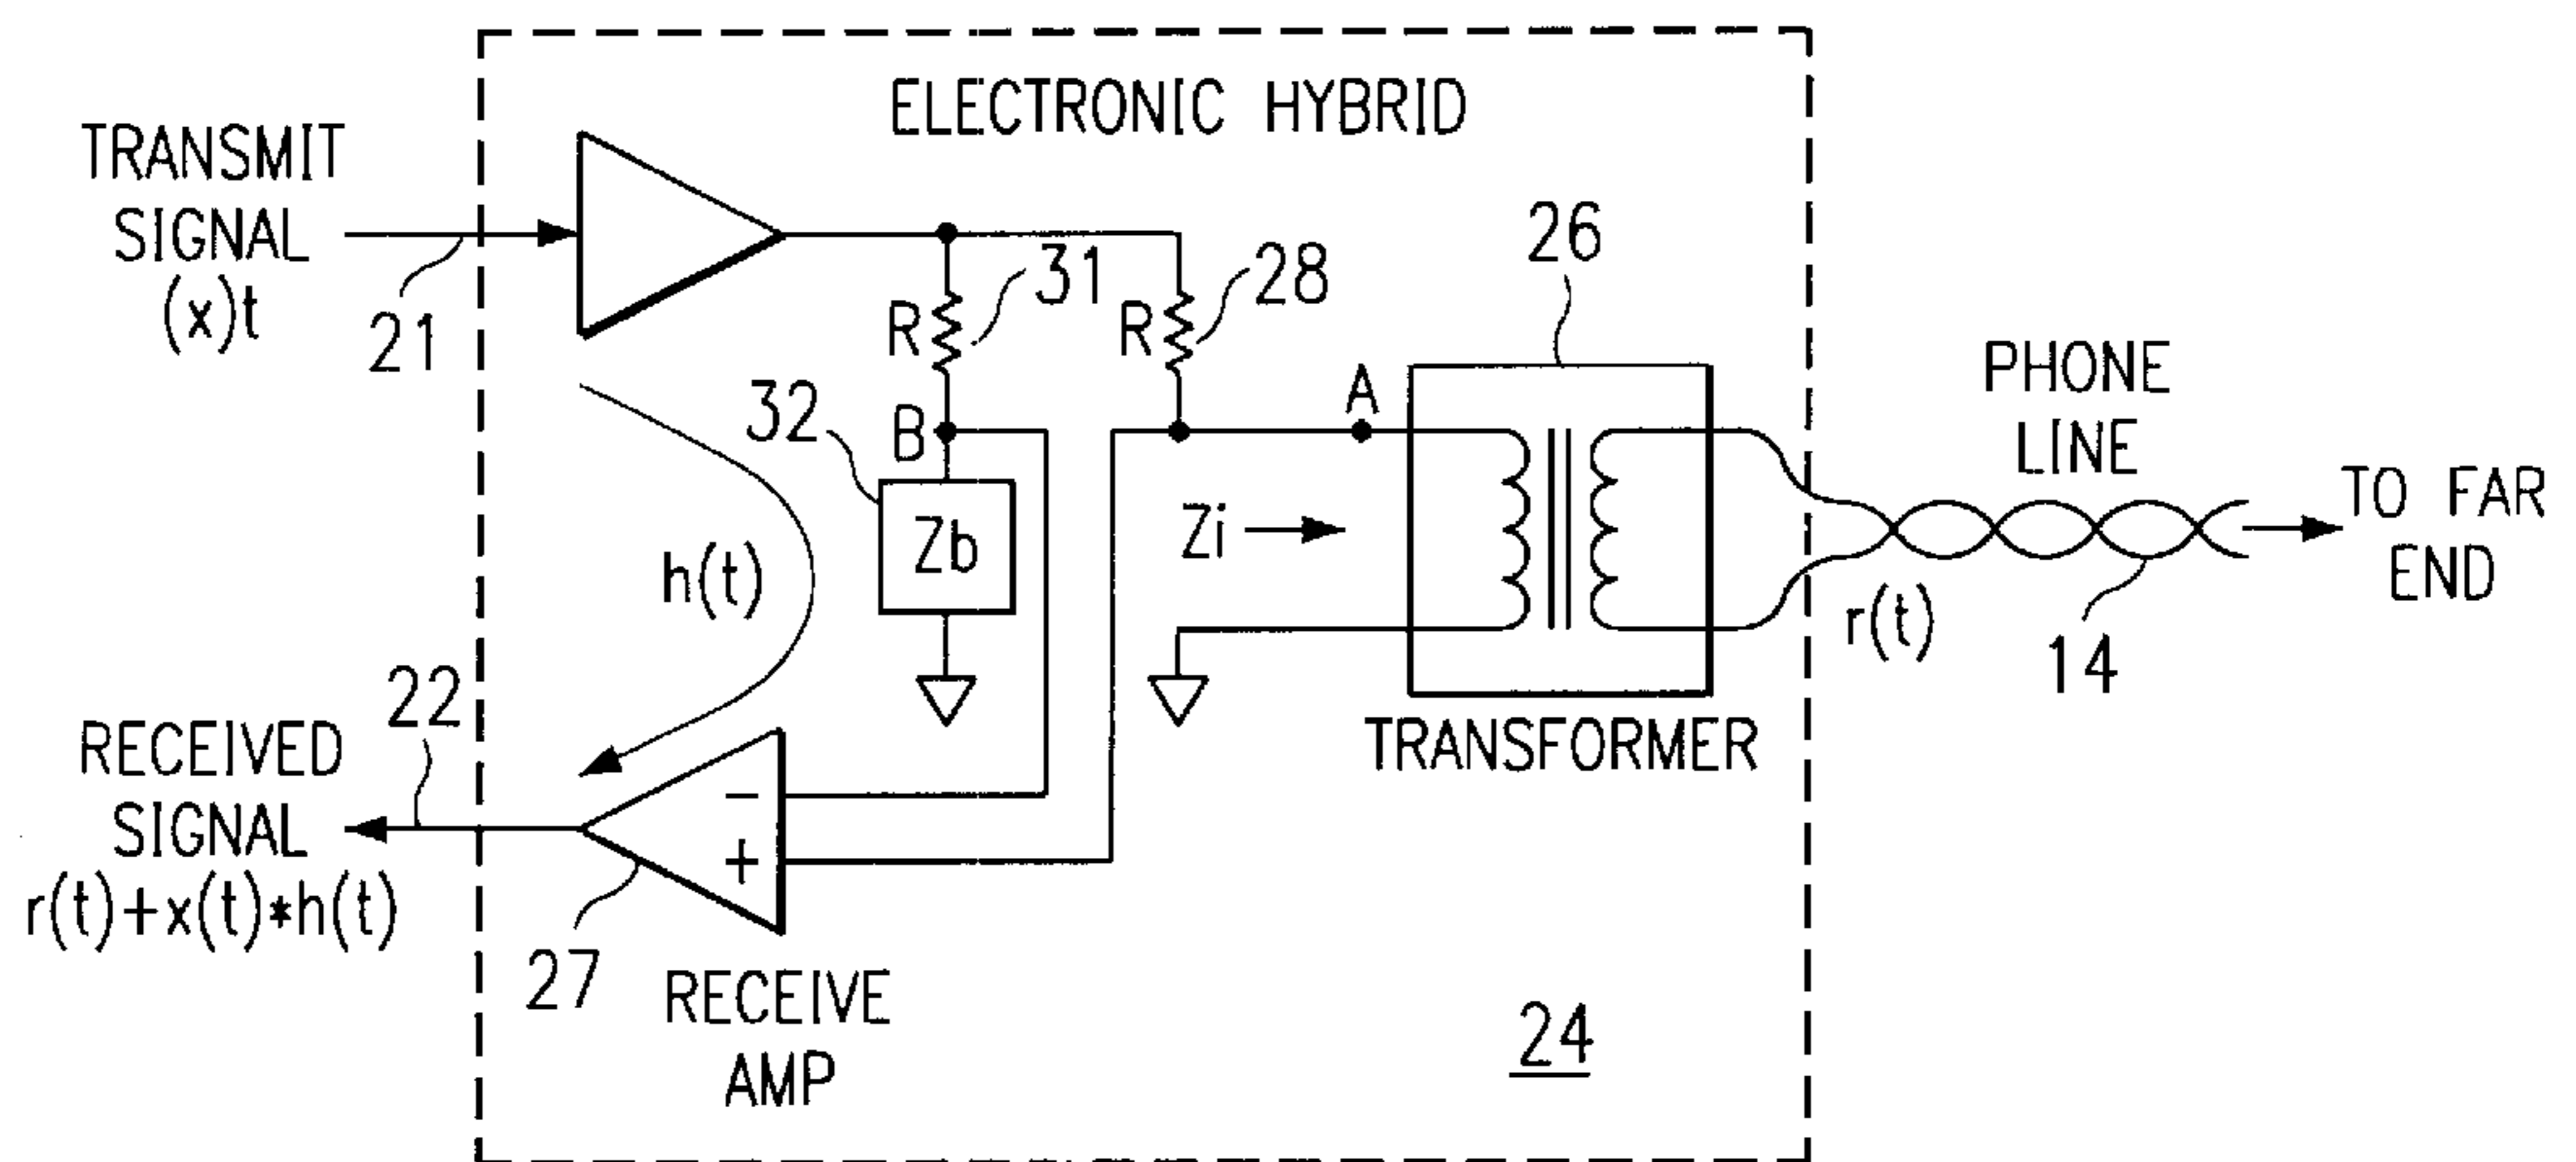 ELECTRONIC HYBRID
TRANSMIT
SIGNAL
(x)t
21
R
31
R
28
26
A
B
32
Zb
Zi
h(t)
PHONE
LINE
TO FAR
END
r(t)
14
TRANSFORMER
22
RECEIVED
SIGNAL
r(t)+x(t)*h(t)
−
+
27
RECEIVE
AMP
24